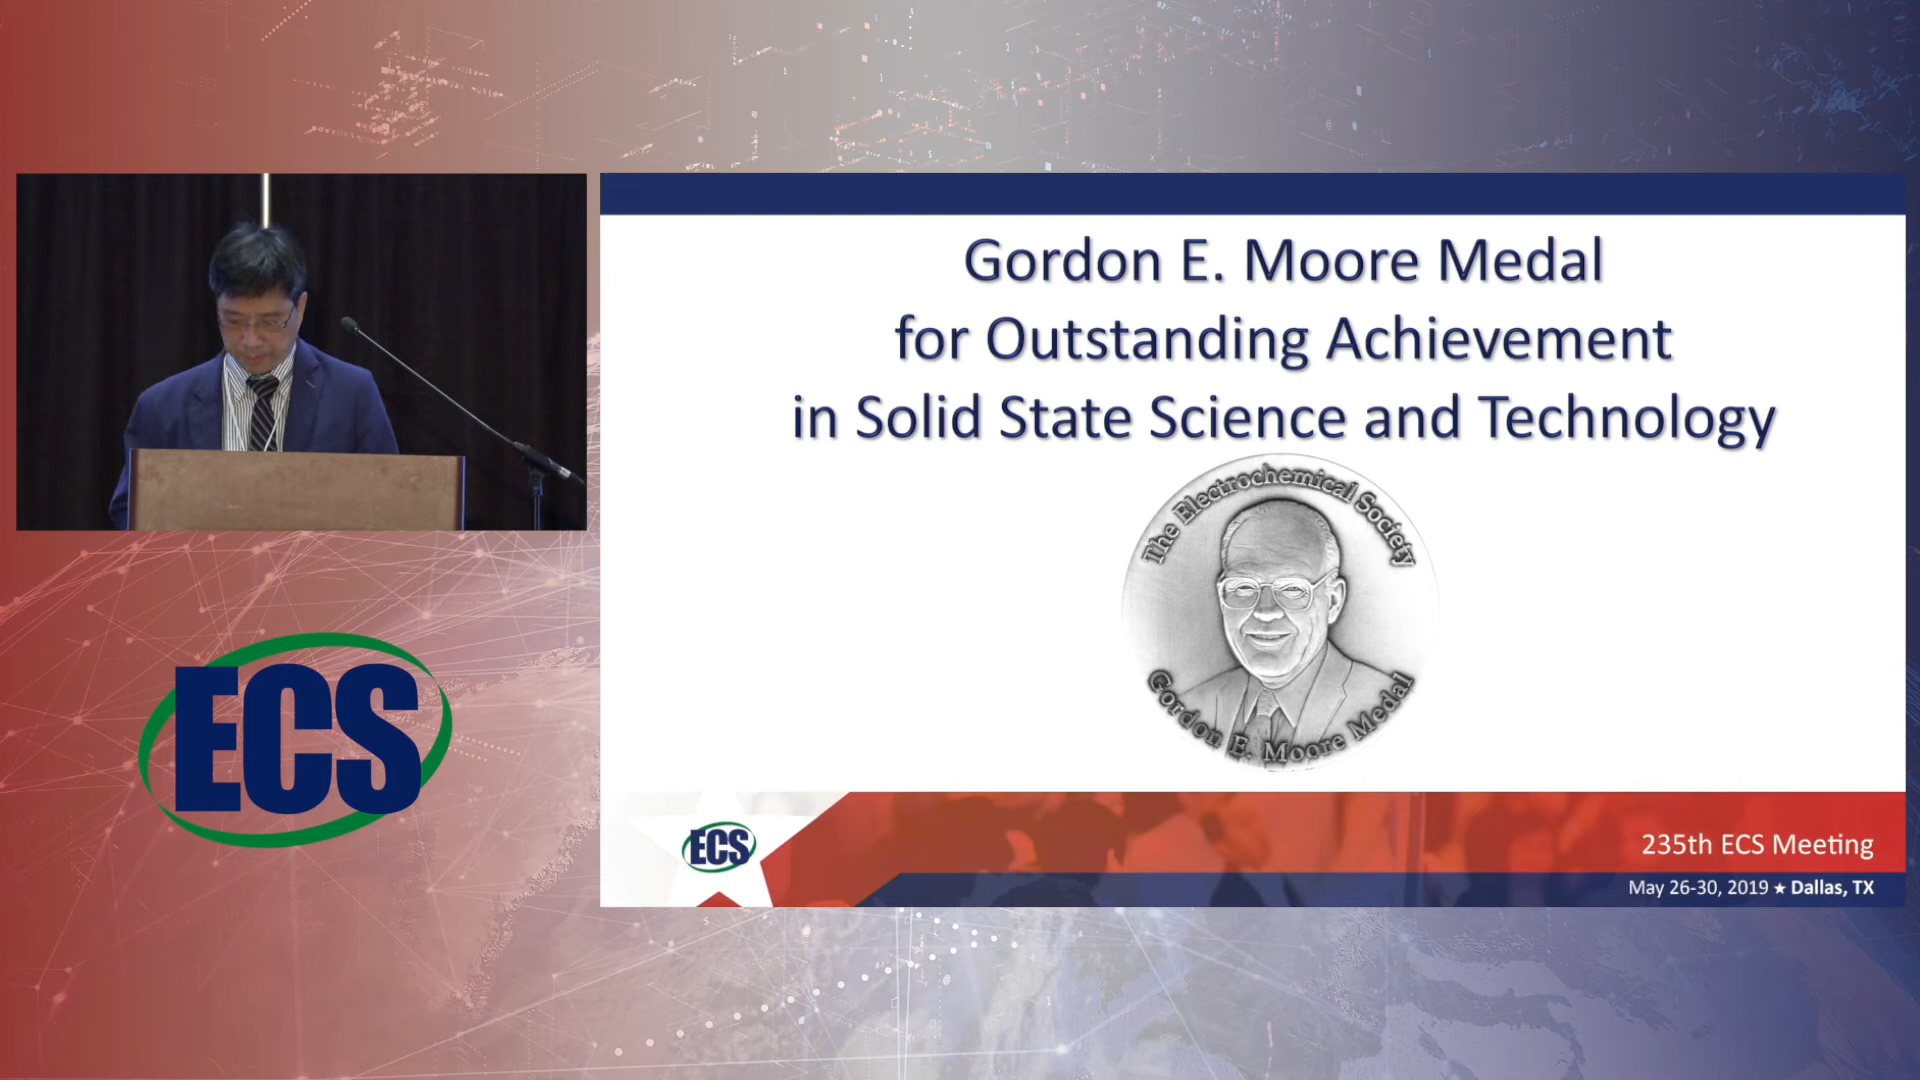 Gordon E. Moore Medal
for Outstanding Achievement
in Solid State Science and Technology
The Electrochemical Society
Gordon E. Moore Medal
ECS
ECS
235th ECS Meeting
May 26-30, 2019 ★ Dallas, TX